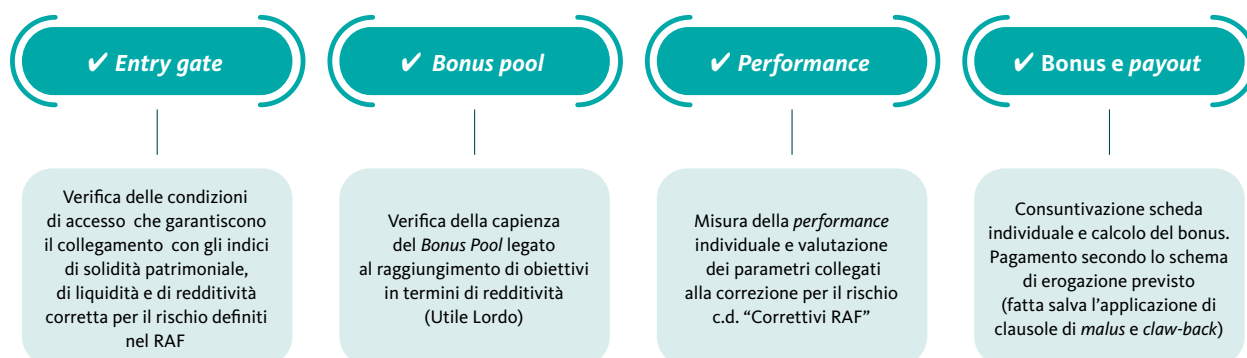 ✔ Entry gate
Verifica delle condizioni
di accesso che garantiscono
il collegamento con gli indici
di solidità patrimoniale,
di liquidità e di redditività
corretta per il rischio definiti
nel RAF
✔ Bonus pool
Verifica della capienza
del Bonus Pool legato
al raggiungimento di obiettivi
in termini di redditività
(Utile Lordo)
✔ Performance
Misura della performance
individuale e valutazione
dei parametri collegati
alla correzione per il rischio
c.d. “Correttivi RAF”
✔ Bonus e payout
Consuntivazione scheda
individuale e calcolo del bonus.
Pagamento secondo lo schema
di erogazione previsto
(fatta salva l’applicazione di
clausole di malus e claw-back)